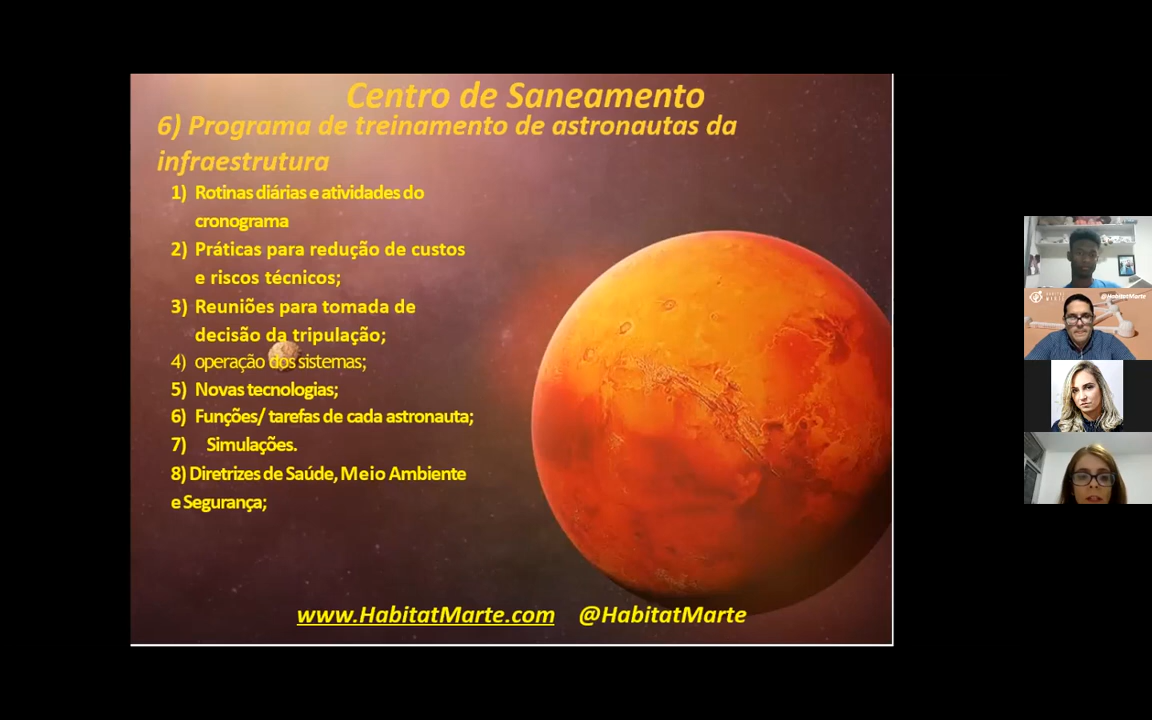 Centro de Saneamento
6) Programa de treinamento de astronautas da
infraestrutura
1) Rotinas diárias e atividades do
cronograma
2) Práticas para redução de custos
e riscos técnicos;
3) Reuniões para tomada de
decisão da tripulação;
4) operação dos sistemas;
5) Novas tecnologias;
6) Funções/ tarefas de cada astronauta;
7) Simulações.
8) Diretrizes de Saúde, Meio Ambiente
e Segurança;
www.HabitatMarte.com @HabitatMarte
@HabitatMarte